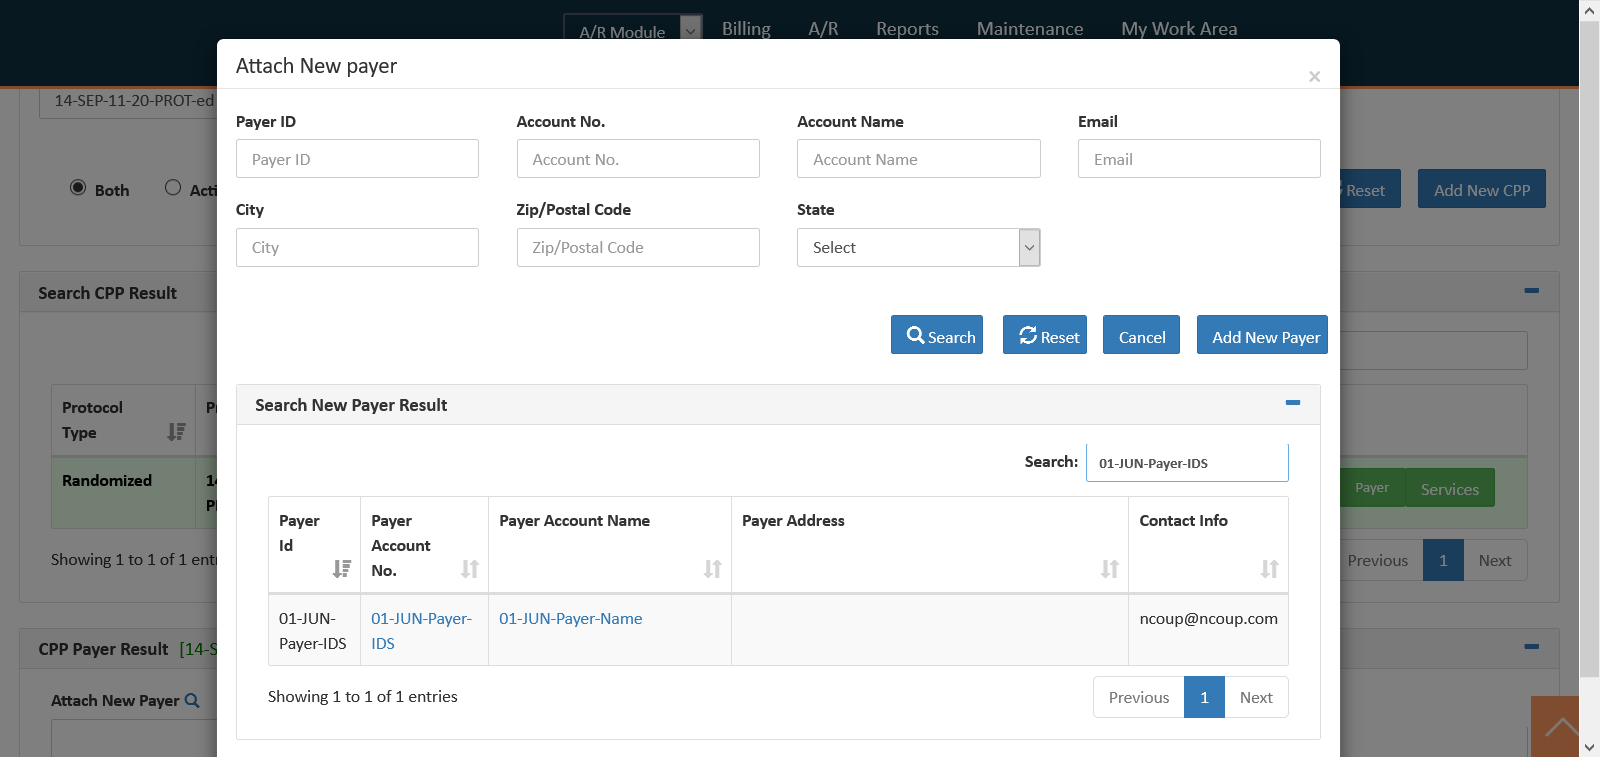 A/R Module Billing A/R Reports Maintenance My Work Area
Attach New payer ×
14-SEP-11-20-PROT-ed
Payer ID Account No. Account Name Email
Payer ID Account No. Account Name Email
Both Reset Add New CPP
City Zip/Postal Code State
City Zip/Postal Code Select
Search CPP Result
Search Reset Cancel Add New Payer
Search New Payer Result
Protocol
Type
Search: 01-JUN-Payer-IDS
Randomized Payer Services
Payer
Id
Payer
Account
No.
Payer Account Name Payer Address Contact Info
Showing 1 to 1 of 1 Previous 1 Next
01-JUN-
Payer-IDS
01-JUN-Payer-
IDS
01-JUN-Payer-Name ncoup@ncoup.com
CPP Payer Result [14-S
Showing 1 to 1 of 1 entries Previous 1 Next
Attach New Payer